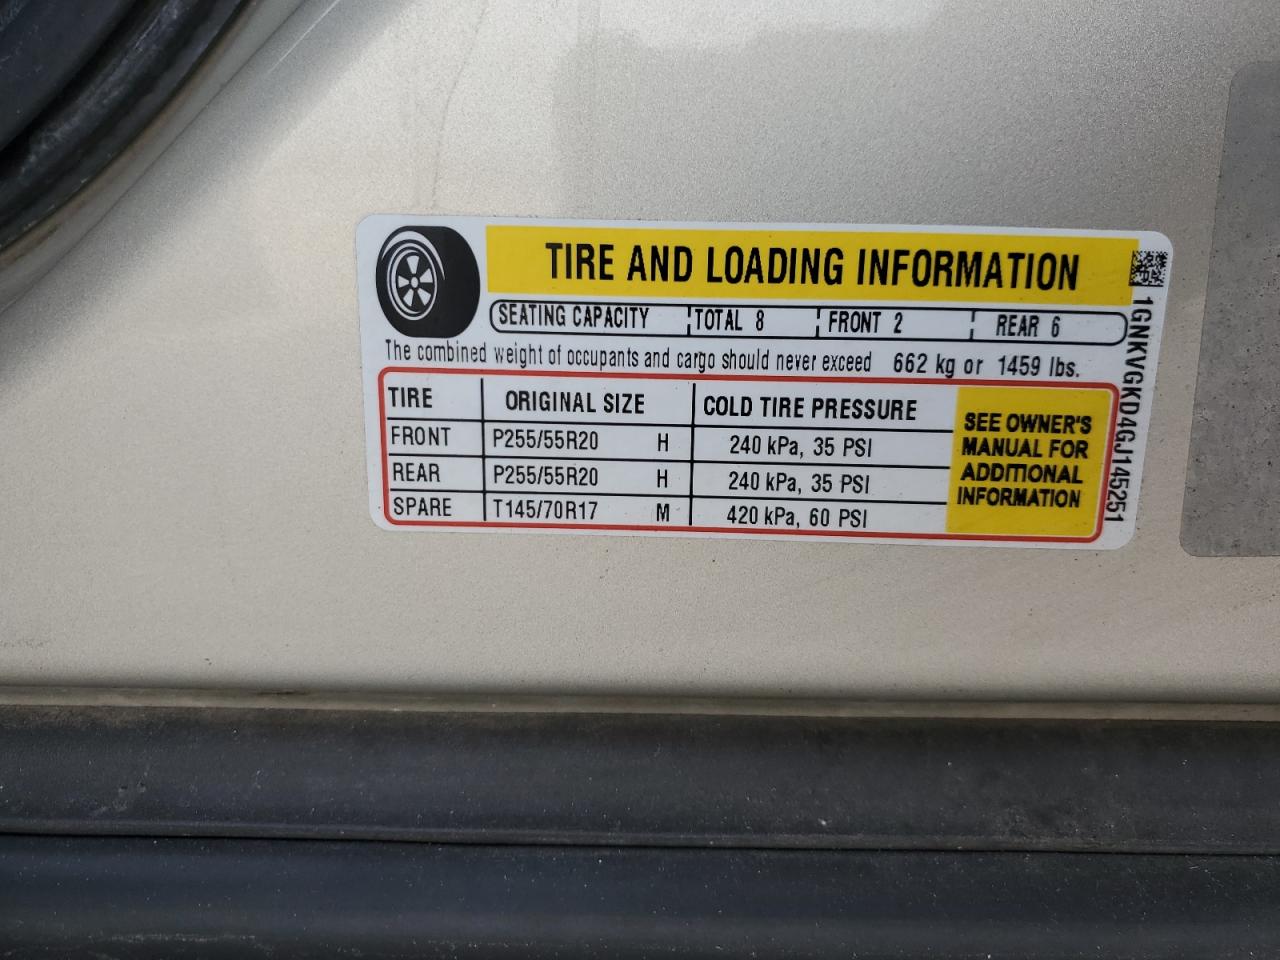 TIRE AND LOADING INFORMATION
SEATING CAPACITY TOTAL 8 FRONT 2 REAR 6
The combined weight of occupants and cargo should never exceed 662 kg or 1459 lbs.
TIRE ORIGINAL SIZE COLD TIRE PRESSURE
FRONT P255/55R20 H 240 kPa, 35 PSI
REAR P255/55R20 H 240 kPa, 35 PSI
SPARE T145/70R17 M 420 kPa, 60 PSI
SEE OWNER'S
MANUAL FOR
ADDITIONAL
INFORMATION
1GNKVGKD4GJ145251